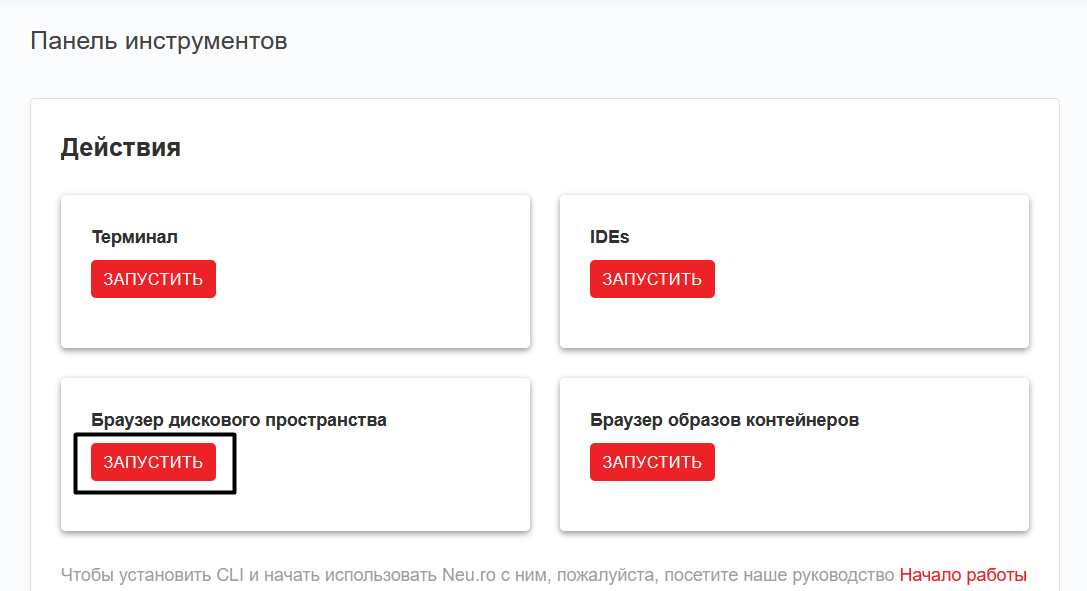 Панель инструментов
Действия
Терминал
ЗАПУСТИТЬ
IDEs
ЗАПУСТИТЬ
Браузер дискового пространства
ЗАПУСТИТЬ
Браузер образов контейнеров
ЗАПУСТИТЬ
Чтобы установить CLI и начать использовать Neu.ro с ним, пожалуйста, посетите наше руководство Начало работы